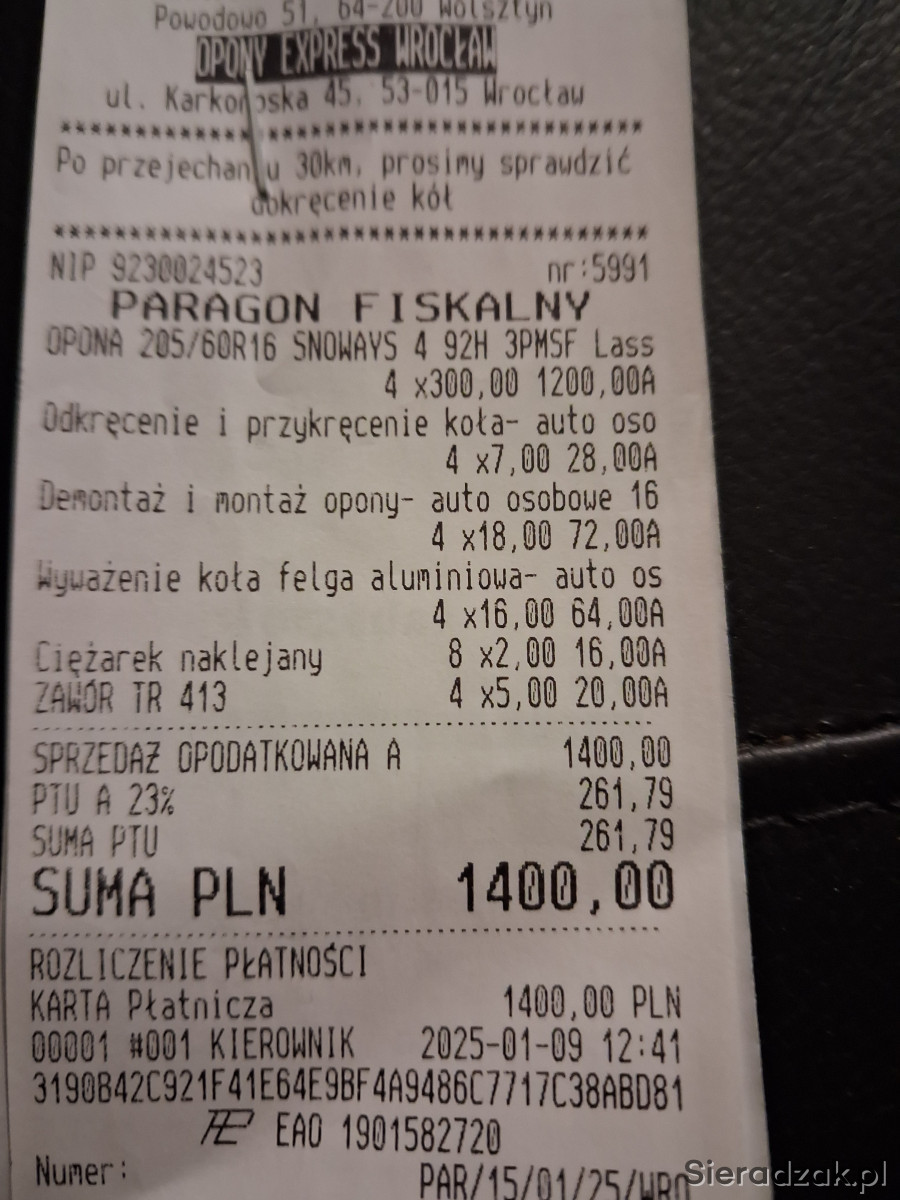 Powodowo 51, 64-200 Wolsztyn
OPONY EXPRESS WROCŁAW
ul. Karkonoska 45, 53-015 Wrocław
Po przejechaniu 30km, prosimy sprawdzić
dokręcenie kół
NIP 9230024523 nr:5991
PARAGON FISKALNY
OPONA 205/60R16 SNOWAYS 4 92H 3PMSF Lass
4 x300,00 1200,00A
Odkręcenie i przykręcenie koła- auto oso
4 x7,00 28,00A
Demontaż i montaż opony- auto osobowe 16
4 x18,00 72,00A
Wyważenie koła felga aluminiowa- auto os
4 x16,00 64,00A
Ciężarek naklejany 8 x2,00 16,00A
ZAWÓR TR 413 4 x5,00 20,00A
SPRZEDAŻ OPODATKOWANA A 1400,00
PTU A 23% 261,79
SUMA PTU 261,79
SUMA PLN 1400,00
ROZLICZENIE PŁATNOŚCI
KARTA Płatnicza 1400,00 PLN
00001 #001 KIEROWNIK 2025-01-09 12:41
3190B42C921F41E64E9BF4A9486C7717C38ABD81
EAO 1901582720
Numer: PAR/15/01/25/WRO
Sieradzak.pl